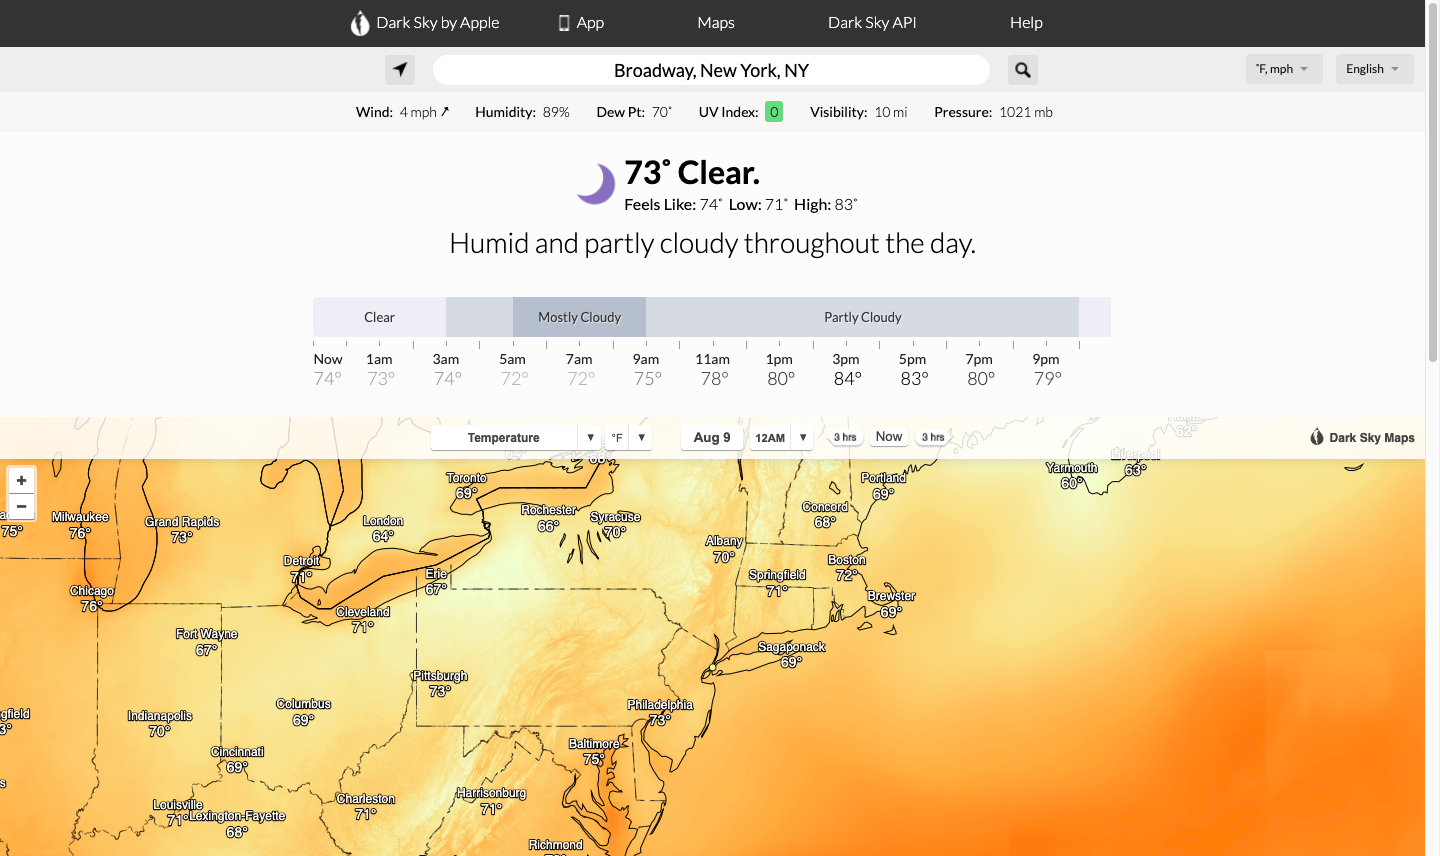 Dark Sky by Apple App Maps Dark Sky API Help
Broadway, New York, NY
˚F, mph English
Wind: 4 mph Humidity: 89% Dew Pt: 70˚ UV Index: 0 Visibility: 10 mi Pressure: 1021 mb
73˚ Clear.
Feels Like: 74˚ Low: 71˚ High: 83˚
Humid and partly cloudy throughout the day.
Clear Mostly Cloudy Partly Cloudy
Now 1am 3am 5am 7am 9am 11am 1pm 3pm 5pm 7pm 9pm
74° 73° 74° 72° 72° 75° 78° 80° 84° 83° 80° 79°
62°
Temperature ▼ °F ▼ Aug 9 12AM ▼ 3 hrs Now 3 hrs Dark Sky Maps
64°
Liverpool
63°
Yarmouth
60°
Toronto
69°
Portland
69°
+
−
75°
Milwaukee
76°
Grand Rapids
73°
London
64°
Rochester
66°
Syracuse
70°
Concord
68°
Albany
70°
Boston
72°
Detroit
71°
Erie
67°
Springfield
71°
Chicago
76°
Brewster
69°
Cleveland
71°
Fort Wayne
67°
Sagaponack
69°
Pittsburgh
73°
Columbus
69°
Philadelphia
73°
gfield
3°
Indianapolis
70°
Cincinnati
69°
Baltimore
75°
s
Louisville
71°
Lexington-Fayette
68°
Charleston
71°
Harrisonburg
71°
Richmond